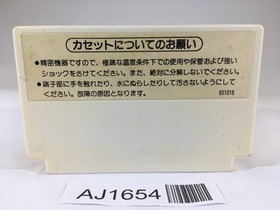 カセットについてのお願い
●精密機器ですので、極端な温度条件下での使用や保管および強い
ショックをさけてください。また、絶対に分解しないでください。
●端子部に手を触れたり、水にぬらしたりして汚さないようにして
ください。故障の原因となります。
831018
AJ1654